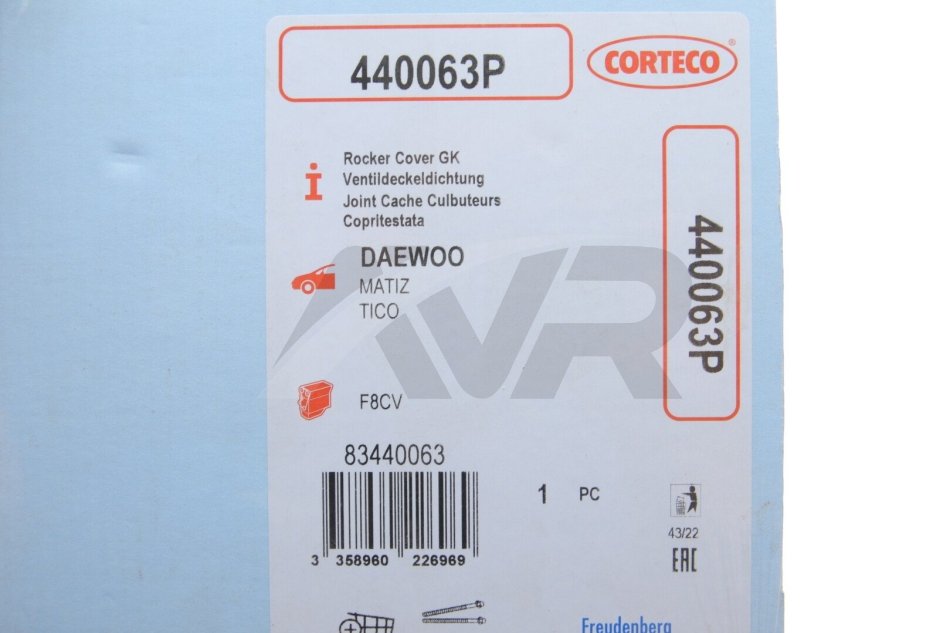 440063P
CORTECO®
Rocker Cover GK
Ventildeckeldichtung
Joint Cache Culbuteurs
Copritestata
DAEWOO
MATIZ
TICO
AVR
440063P
F8CV
83440063
1 PC
3 358960 226969
43/22
EAC
Freudenberg